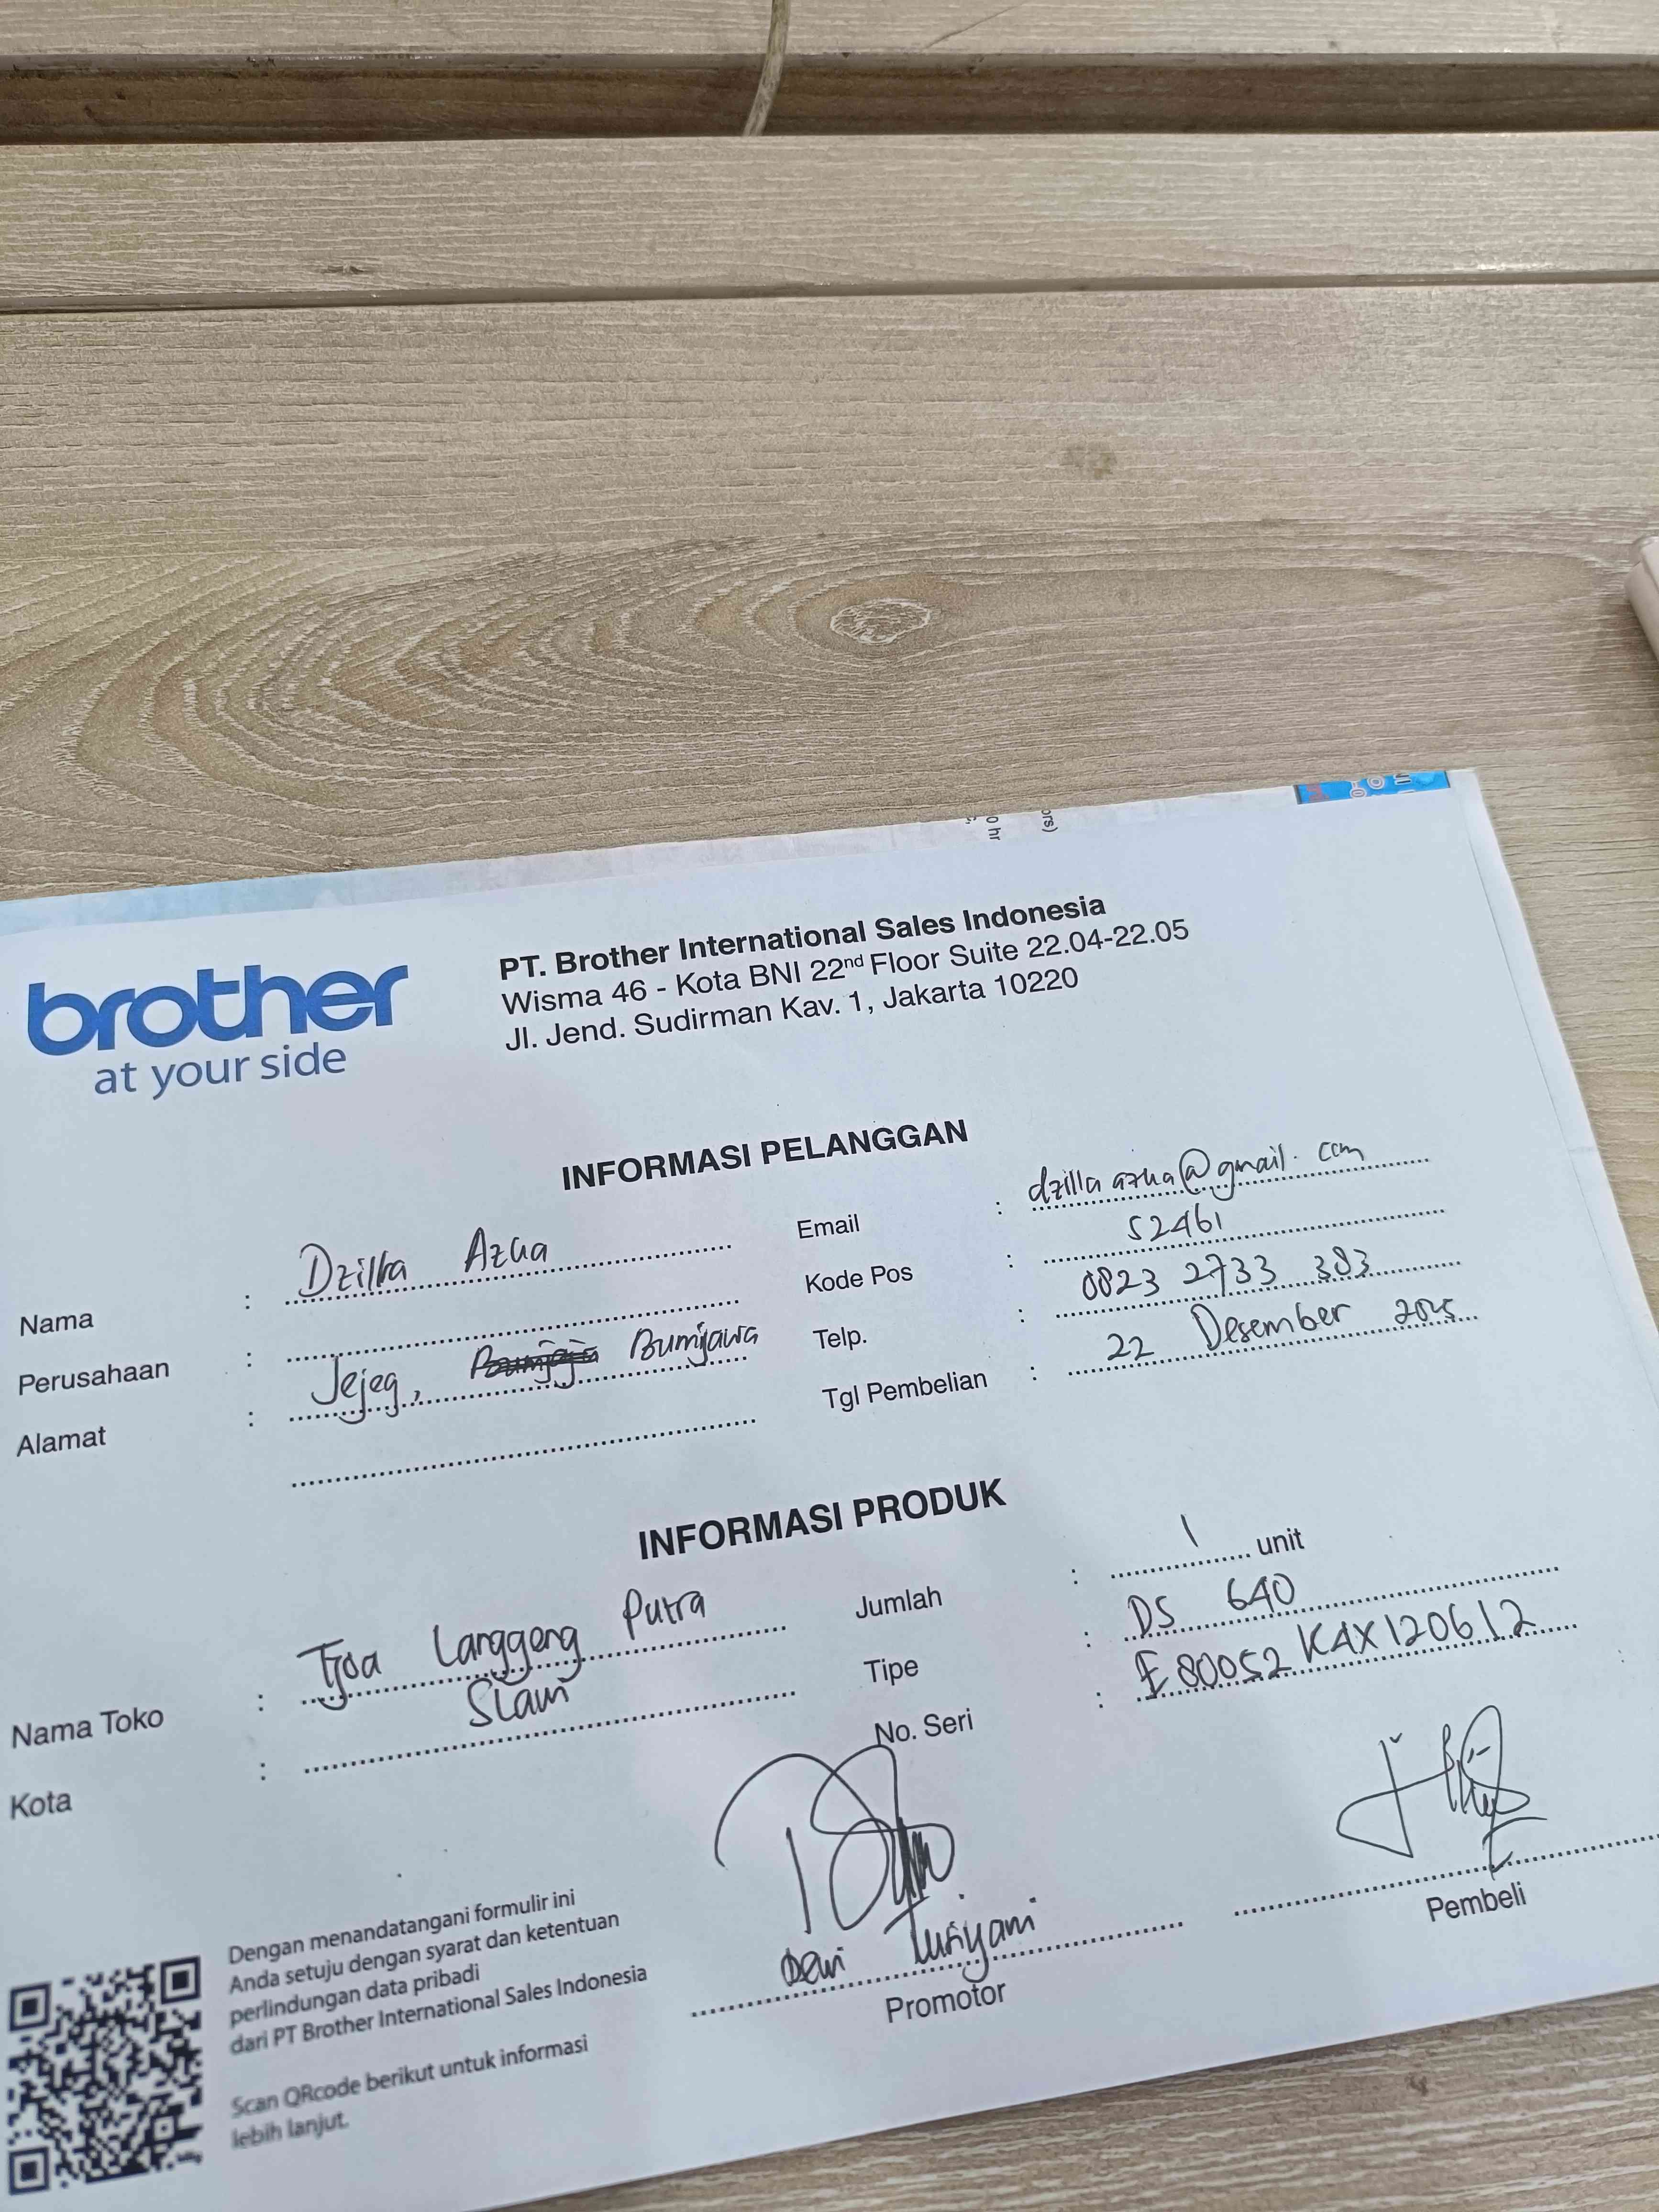 brother
at your side
PT. Brother International Sales Indonesia
Wisma 46 - Kota BNI 22nd Floor Suite 22.04-22.05
Jl. Jend. Sudirman Kav. 1, Jakarta 10220
INFORMASI PELANGGAN
Nama : Dzilla Azua
Perusahaan :
Alamat : Jejeg, Bumijawa
Email : dzilla azua@gmail.com
Kode Pos : 52461
Telp. : 0823 2733 383
Tgl Pembelian : 22 Desember 2025
INFORMASI PRODUK
Nama Toko : Tjoa Langgeng Putra
Kota : Slawi
Jumlah : 1 unit
Tipe : DS 640
No. Seri : E80052KAX120612
Dengan menandatangani formulir ini
Anda setuju dengan syarat dan ketentuan
perlindungan data pribadi
dari PT Brother International Sales Indonesia
Scan QRcode berikut untuk informasi
lebih lanjut.
Dewi Turiyani
Promotor
Pembeli